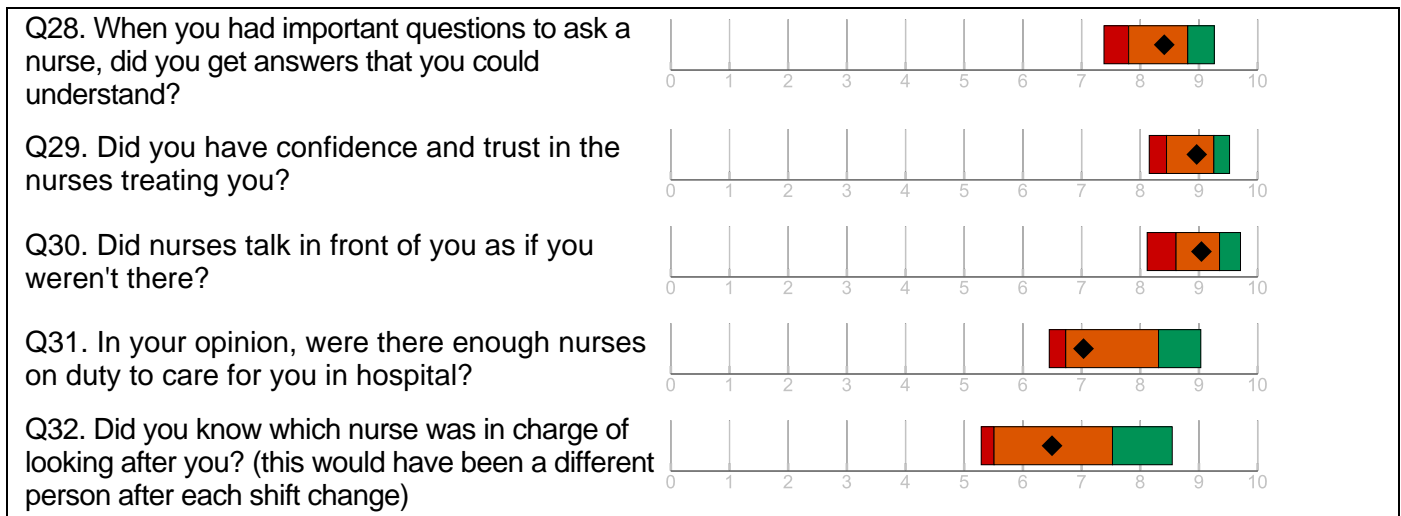 Q28. When you had important questions to ask a
nurse, did you get answers that you could
understand?
0 1 2 3 4 5 6 7 8 9 10
Q29. Did you have confidence and trust in the
nurses treating you?
0 1 2 3 4 5 6 7 8 9 10
Q30. Did nurses talk in front of you as if you
weren't there?
0 1 2 3 4 5 6 7 8 9 10
Q31. In your opinion, were there enough nurses
on duty to care for you in hospital?
0 1 2 3 4 5 6 7 8 9 10
Q32. Did you know which nurse was in charge of
looking after you? (this would have been a different
person after each shift change)
0 1 2 3 4 5 6 7 8 9 10